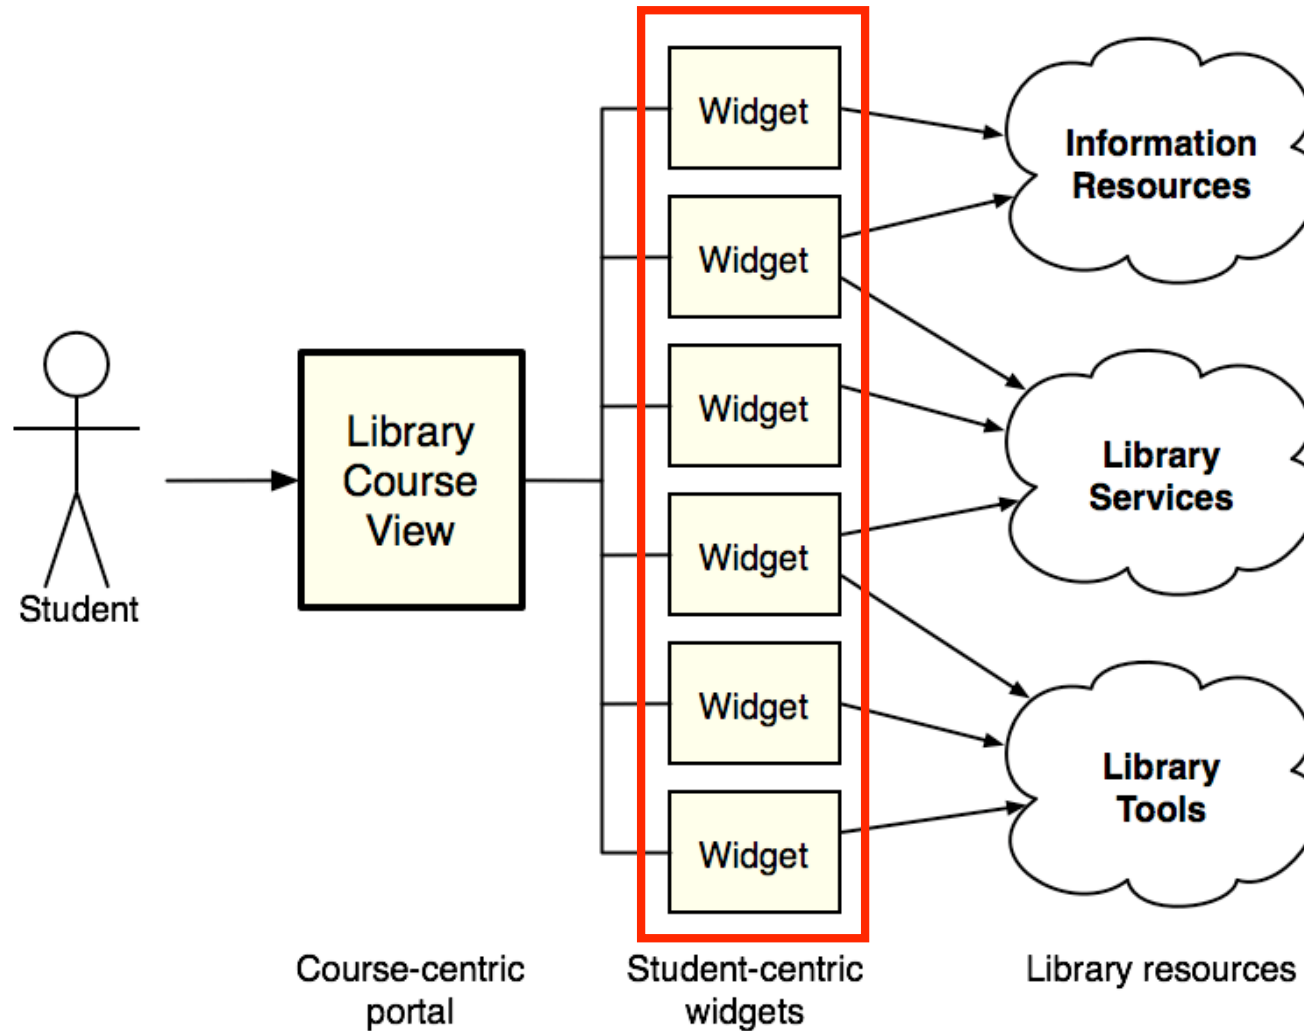 Widget
Information
Resources
Widget
Widget
Library
Course
View
Library
Services
Widget
Student
Widget
Library
Tools
Widget
Course-centric
portal
Student-centric
widgets
Library resources